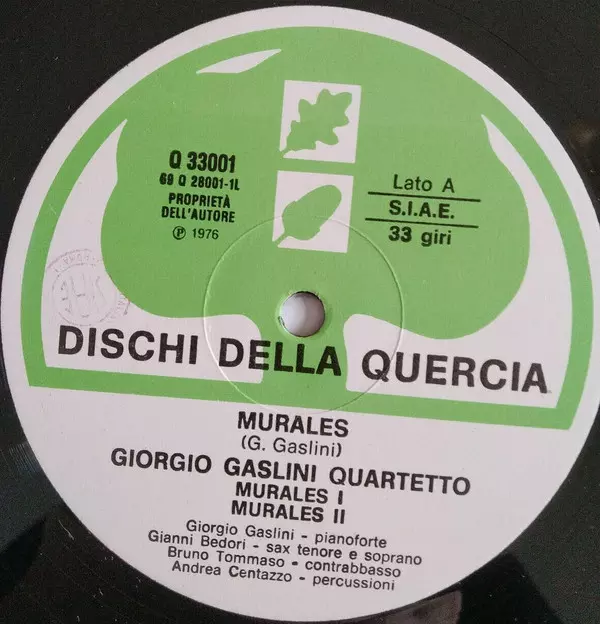 Q 33001
68 Q 28001-1L
PROPRIETÀ
DELL'AUTORE
Ⓟ 1976
Lato A
S.I.A.E.
33 giri
DISCHI DELLA QUERCIA
MURALES
(G. Gaslini)
GIORGIO GASLINI QUARTETTO
MURALES I
MURALES II
Giorgio Gaslini - pianoforte
Gianni Bedori - sax tenore e soprano
Bruno Tommaso - contrabbasso
Andrea Centazzo - percussioni